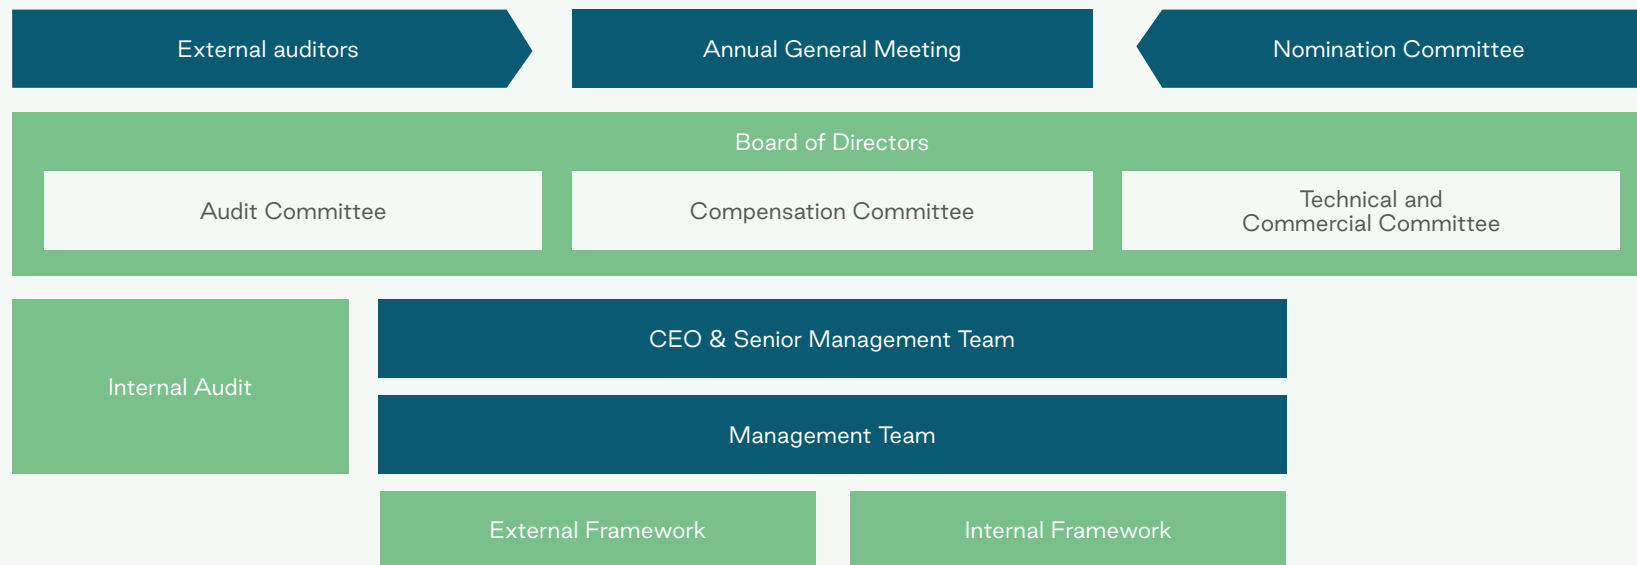 External auditors
Annual General Meeting
Nomination Committee
Board of Directors
Audit Committee
Compensation Committee
Technical and
Commercial Committee
Internal Audit
CEO & Senior Management Team
Management Team
External Framework
Internal Framework